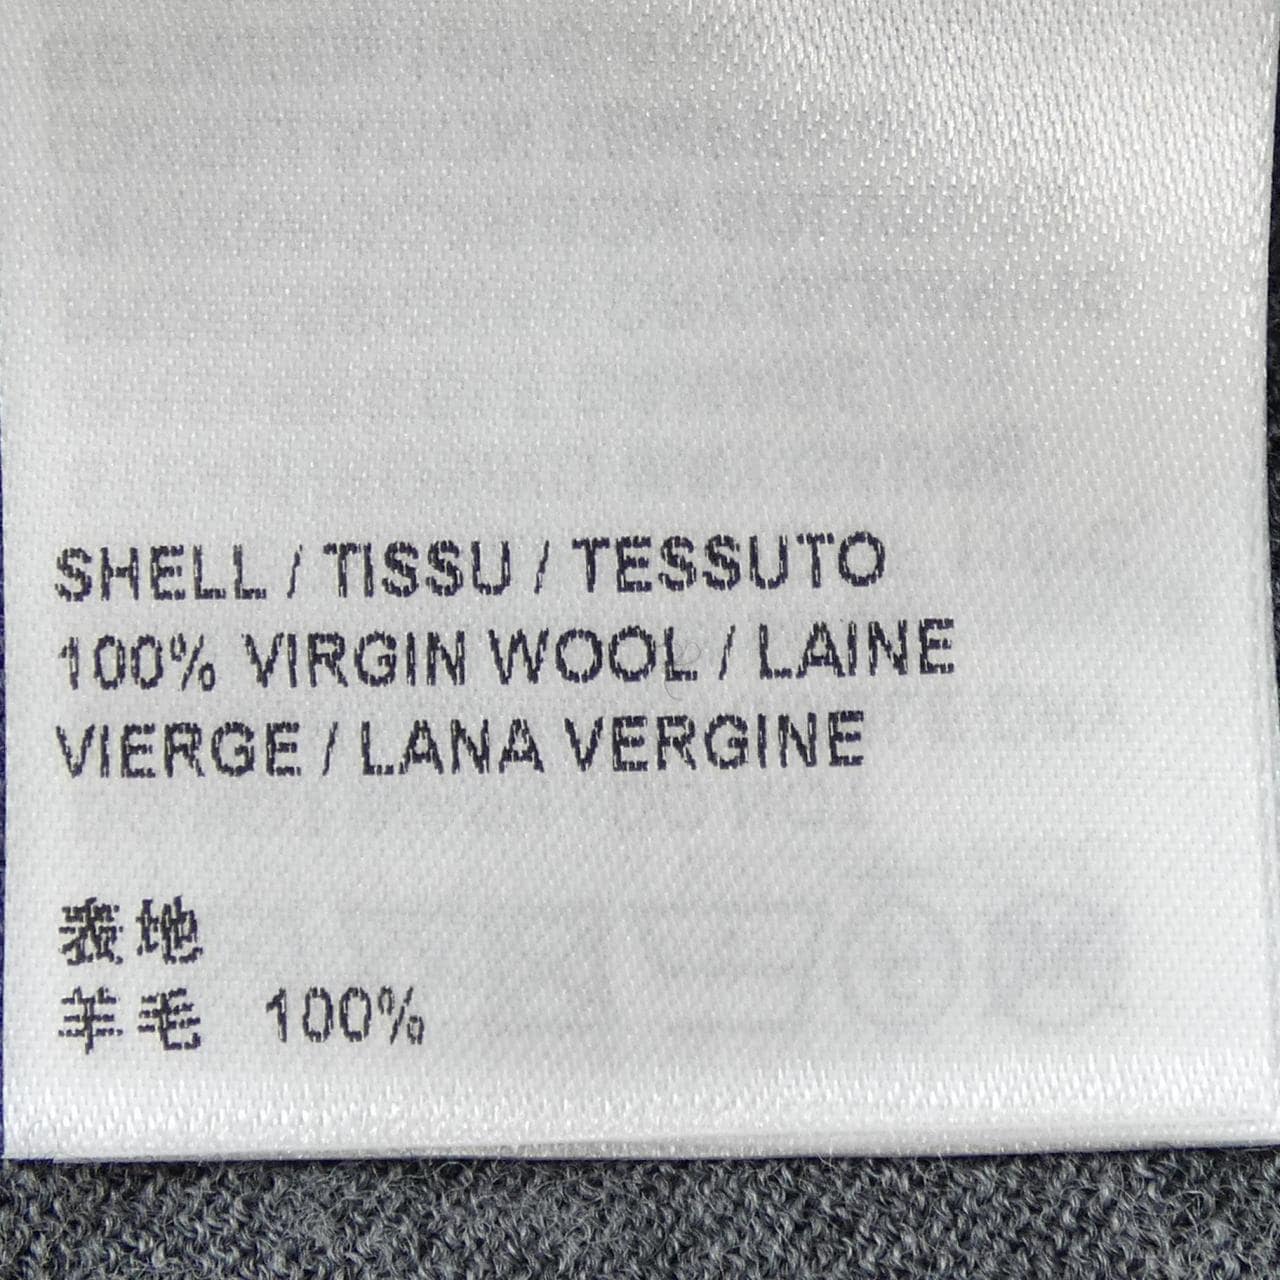 SHELL / TISSU / TESSUTO
100% VIRGIN WOOL / LAINE
VIERGE / LANA VERGINE
表地
羊毛 100%